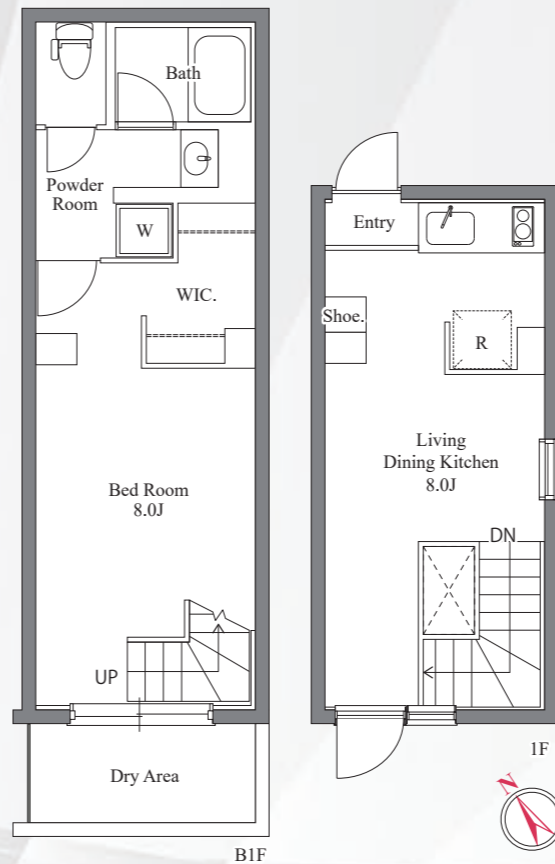 Bath
Powder
Room
W
WIC.
Bed Room
8.0J
UP
Dry Area
B1F
Entry
Shoe.
R
Living
Dining Kitchen
8.0J
DN
1F
N